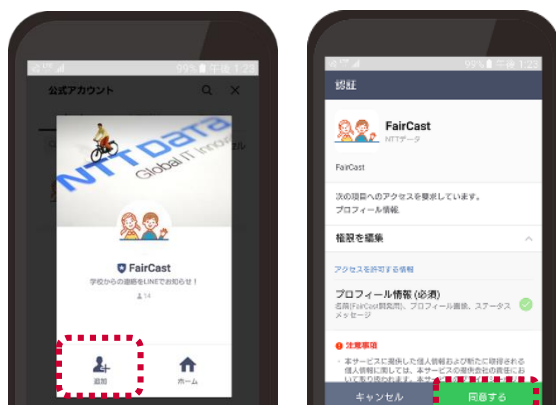 99% 午後 1:23
公式アカウント
NTT DATA
Global IT Innov
FairCast
学校からの連絡をLINEでお知らせ！
14
追加
ホーム
99% 午後 1:23
認証
FairCast
NTTデータ
FairCast
次の項目へのアクセスを要求しています。
プロフィール情報
権限を編集
アクセスを許可する情報
プロフィール情報 (必須)
名前(FairCast開発用)、プロフィール画像、ステータス
メッセージ
注意事項
・本サービスに提供した個人情報および新たに取得される
個人情報に関しては、本サービスの提供会社の責任にお
いて取り扱われます。本サ
キャンセル
同意する